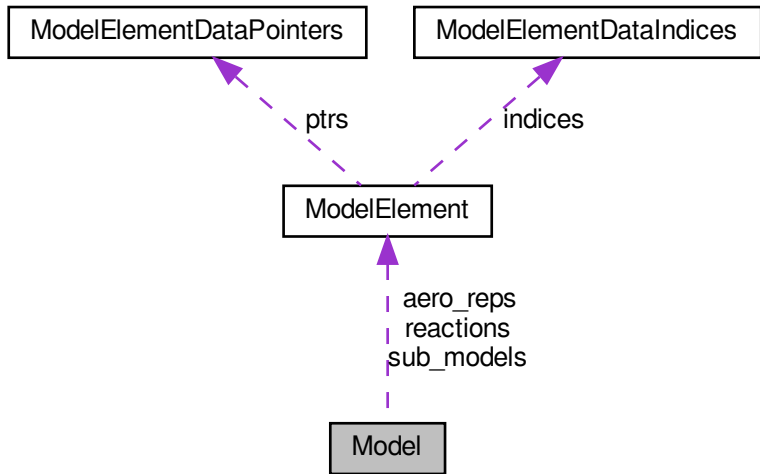 ModelElementDataPointers
ModelElementDataIndices
ptrs
indices
ModelElement
aero_reps
reactions
sub_models
Model